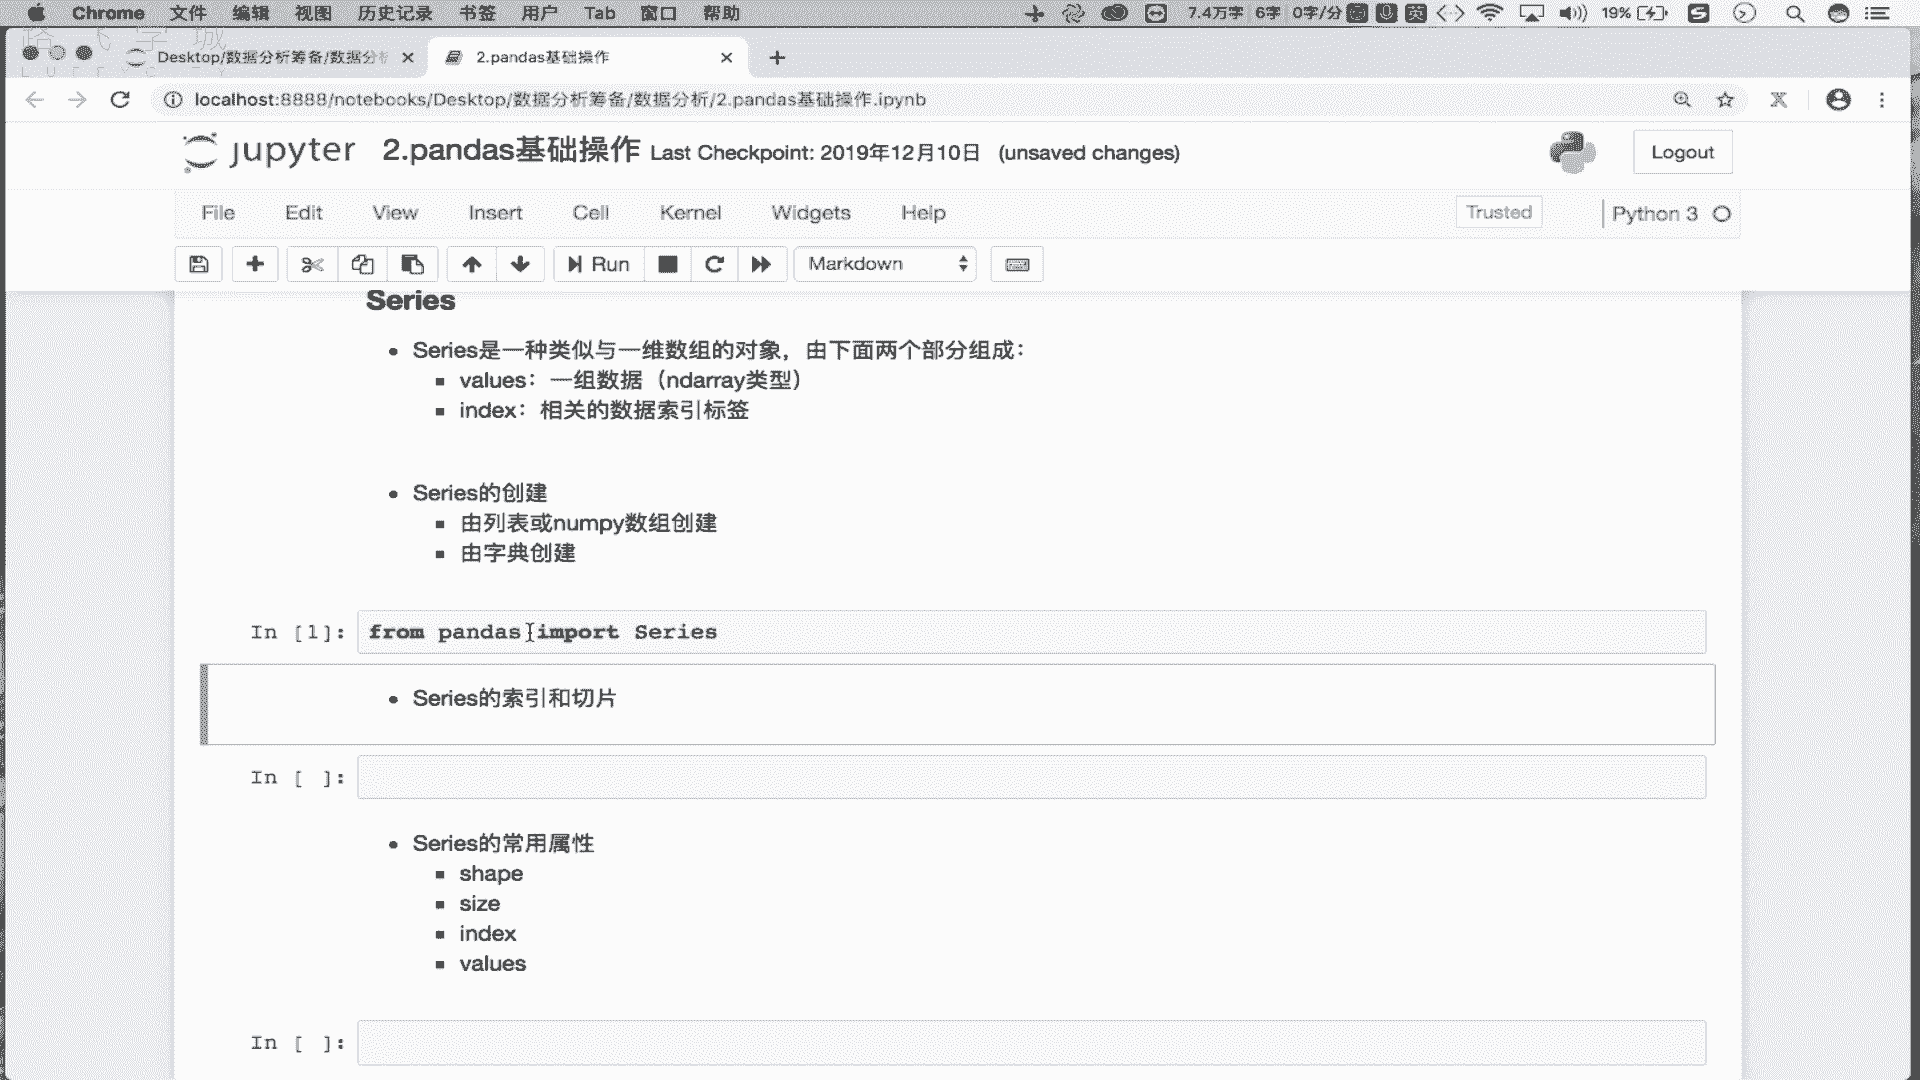 Chrome 文件 编辑 视图 历史记录 书签 用户 Tab 窗口 帮助 7.4万字 6字 0字/分 英 19%
Desktop/数据分析筹备/数据分析 2.pandas基础操作
localhost:8888/notebooks/Desktop/数据分析筹备/数据分析/2.pandas基础操作.ipynb
jupyter 2.pandas基础操作 Last Checkpoint: 2019年12月10日 (unsaved changes) Logout
File Edit View Insert Cell Kernel Widgets Help Trusted Python 3
Run Markdown
Series
Series是一种类似与一维数组的对象，由下面两个部分组成：
values：一组数据（ndarray类型）
index：相关的数据索引标签
Series的创建
由列表或numpy数组创建
由字典创建
In [1]: from pandas import Series
Series的索引和切片
In [ ]:
Series的常用属性
shape
size
index
values
In [ ]: